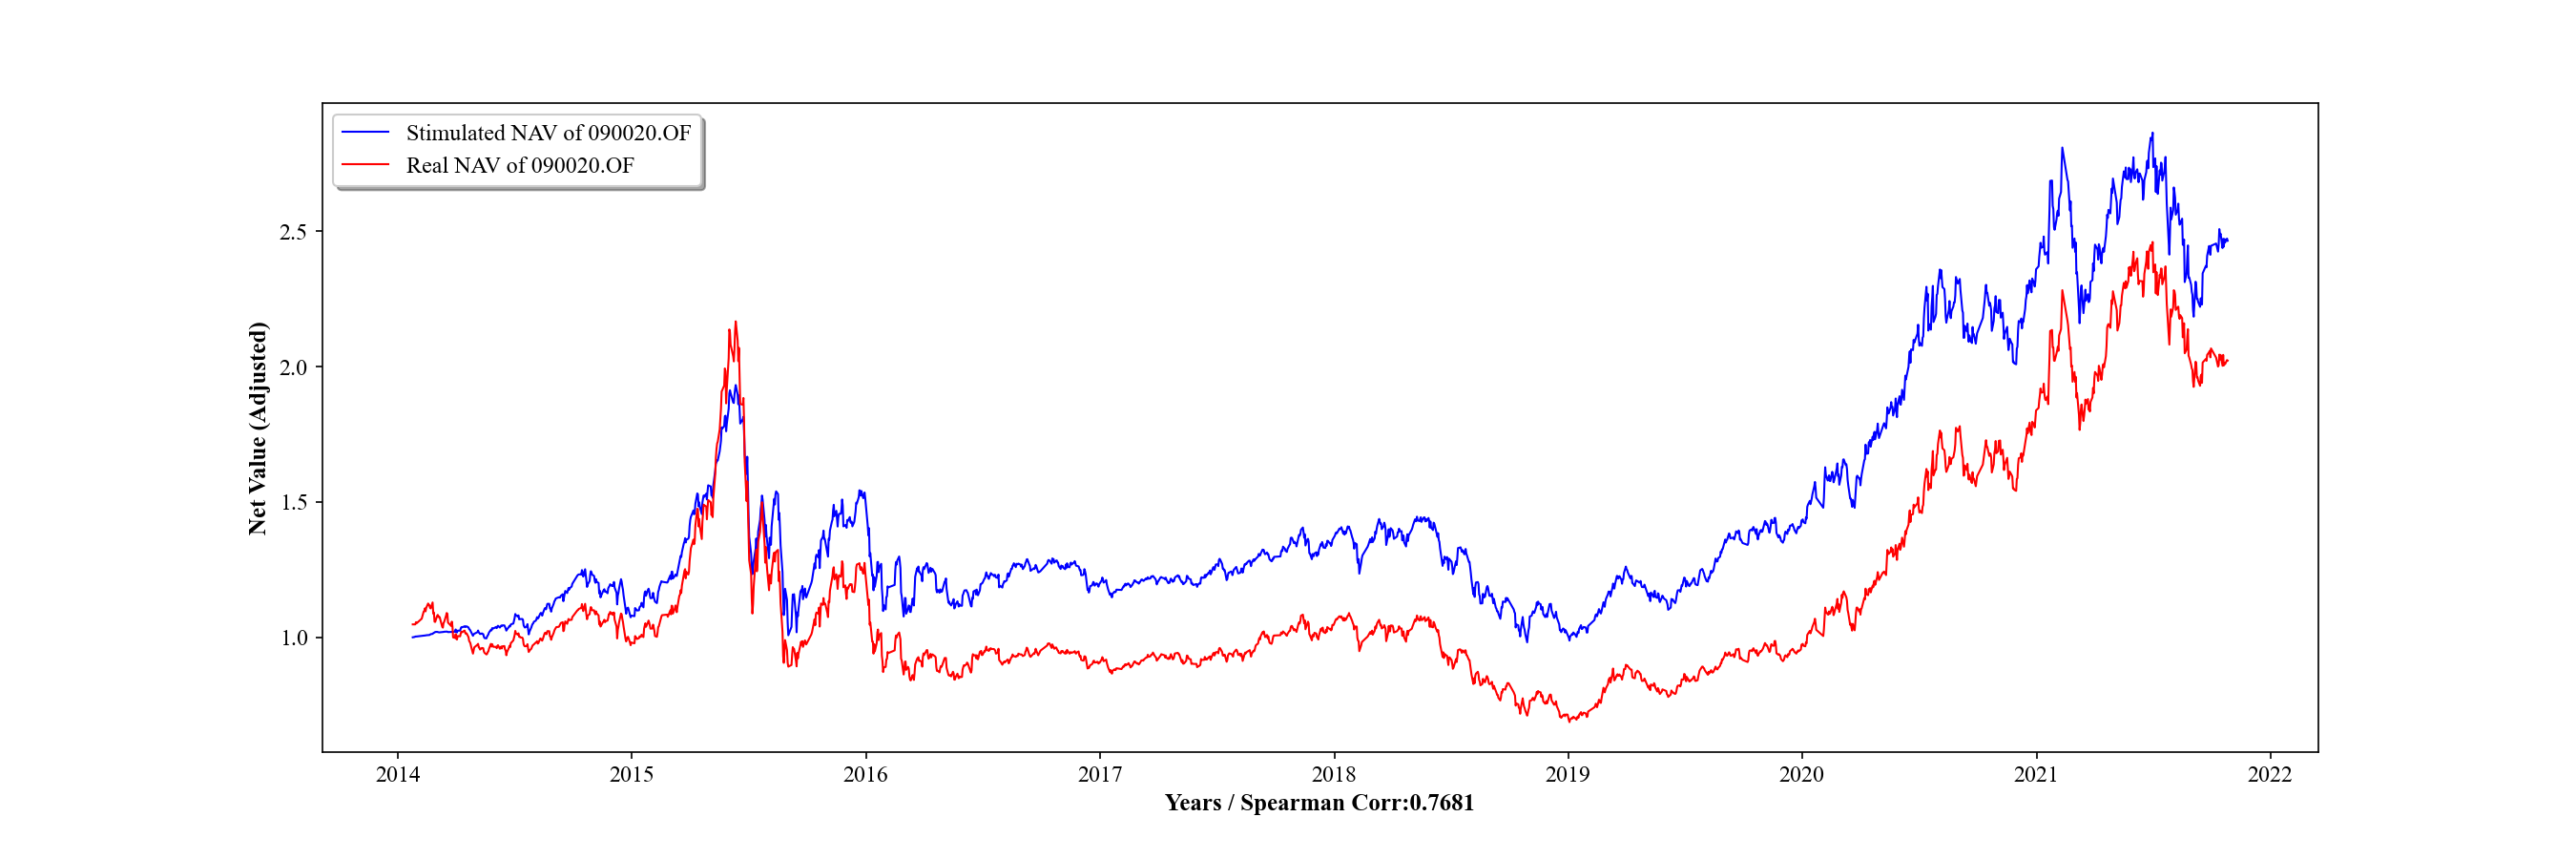 Stimulated NAV of 090020.OF
Real NAV of 090020.OF
Net Value (Adjusted)
2.5
2.0
1.5
1.0
2014 2015 2016 2017 2018 2019 2020 2021 2022
Years / Spearman Corr:0.7681